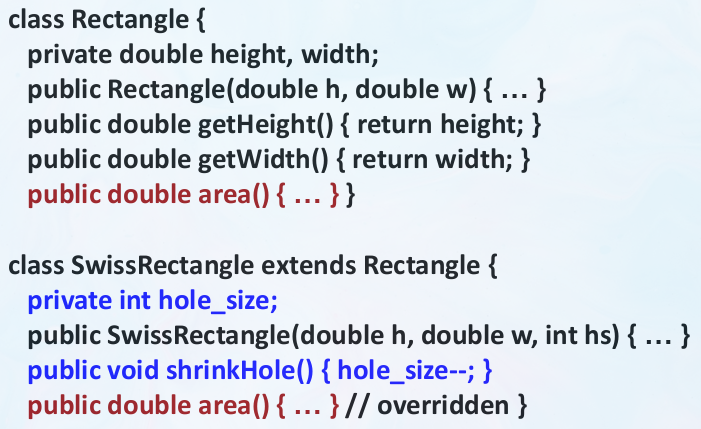 class Rectangle {
private double height, width;
public Rectangle(double h, double w) { … }
public double getHeight() { return height; }
public double getWidth() { return width; }
public double area() { … } }
class SwissRectangle extends Rectangle {
private int hole_size;
public SwissRectangle(double h, double w, int hs) { … }
public void shrinkHole() { hole_size--; }
public double area() { … } // overridden }